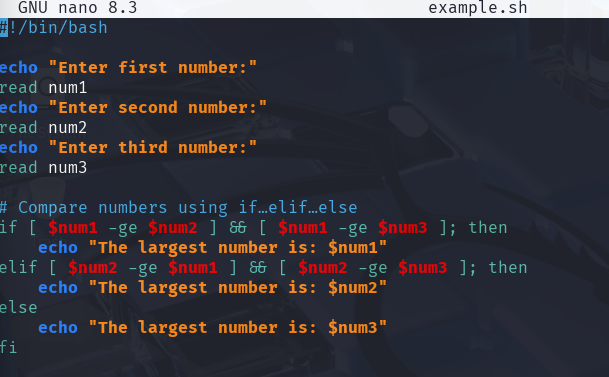 GNU nano 8.3 example.sh
#!/bin/bash
echo "Enter first number:"
read num1
echo "Enter second number:"
read num2
echo "Enter third number:"
read num3
# Compare numbers using if…elif…else
if [ $num1 -ge $num2 ] && [ $num1 -ge $num3 ]; then
    echo "The largest number is: $num1"
elif [ $num2 -ge $num1 ] && [ $num2 -ge $num3 ]; then
    echo "The largest number is: $num2"
else
    echo "The largest number is: $num3"
fi